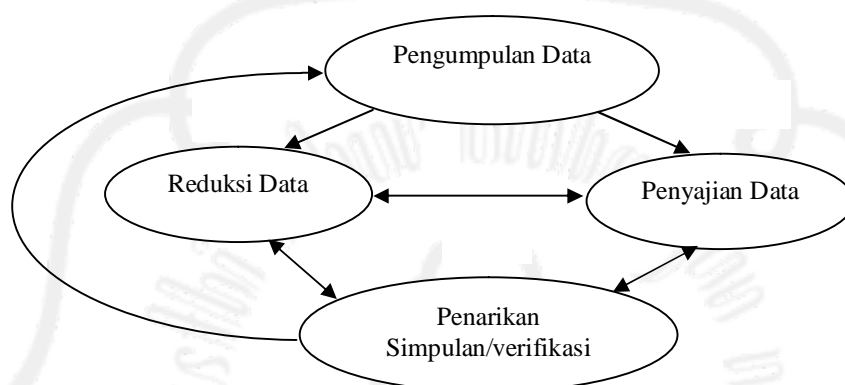 Pengumpulan Data
Reduksi Data
Penyajian Data
Penarikan
Simpulan/verifikasi